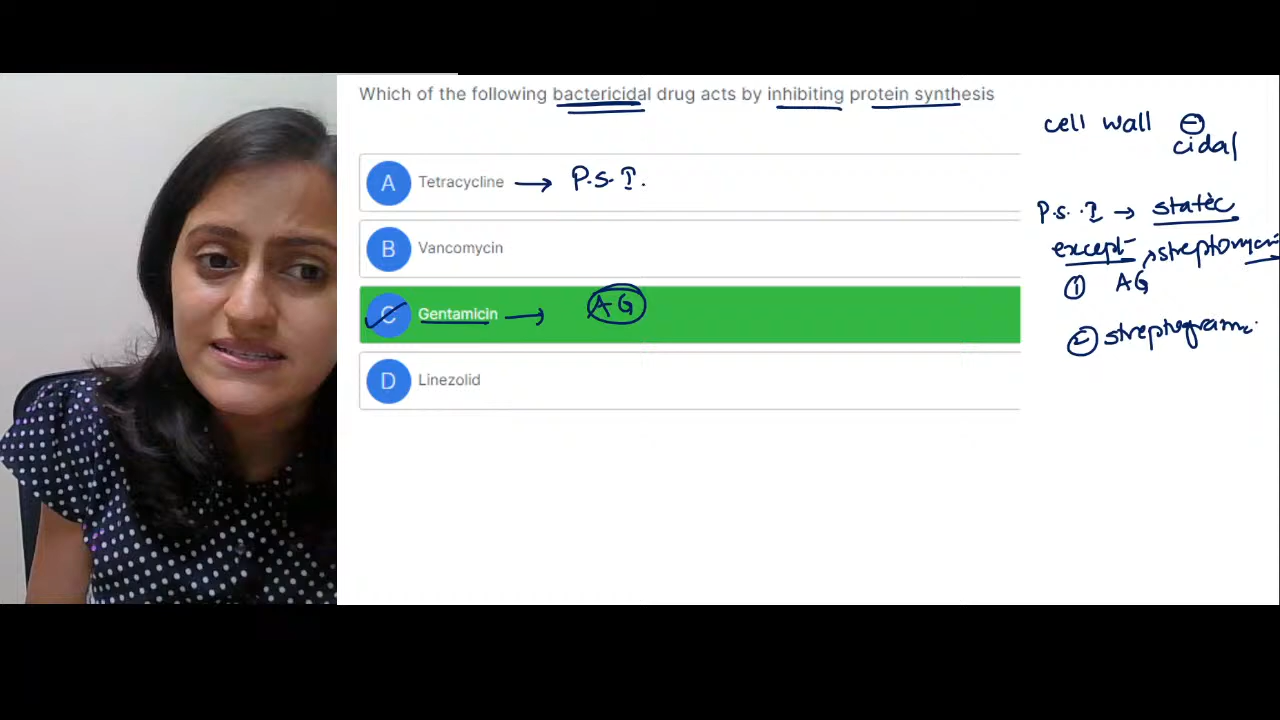 Which of the following bactericidal drug acts by inhibiting protein synthesis
A Tetracycline → P.S.I.
B Vancomycin
C Gentamicin → AG
D Linezolid
cell wall ⊖
cidal
P.S.I → static
except streptomycin
① AG
② streptogramin